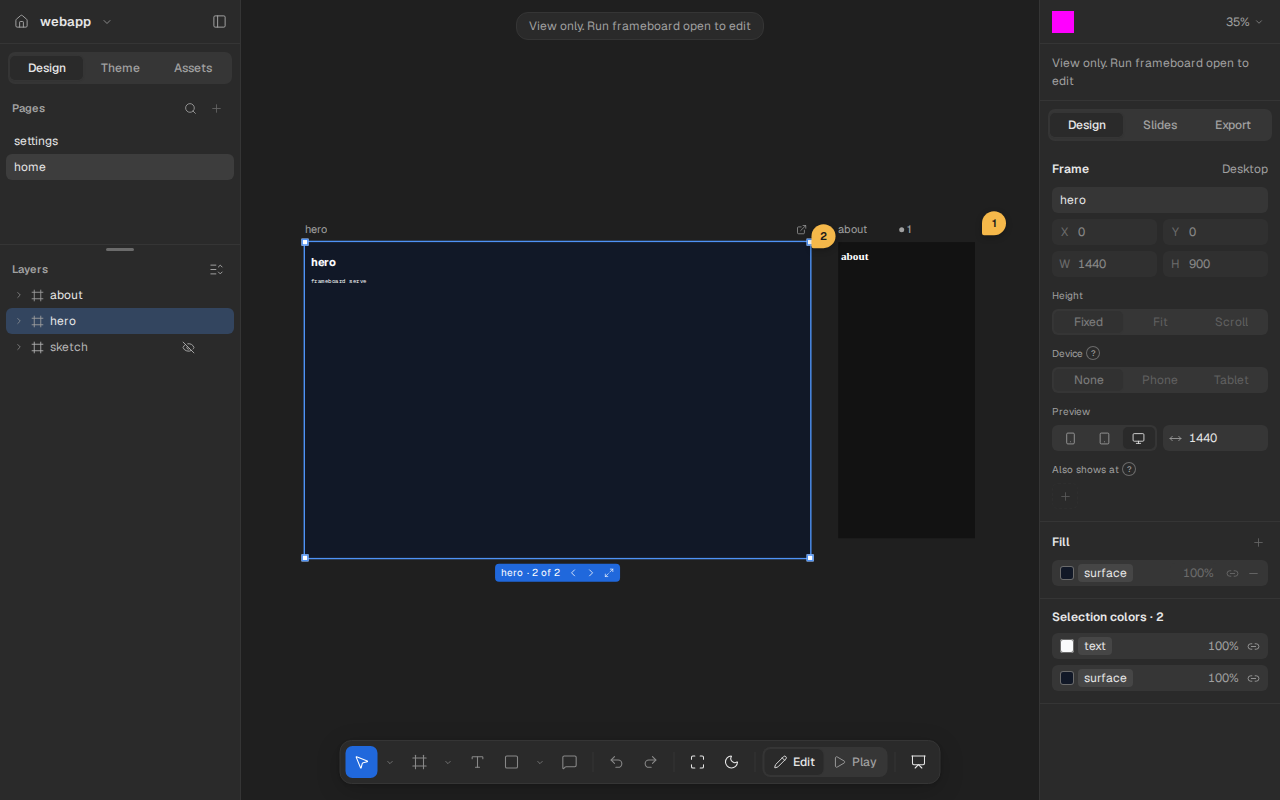 webapp
Design
Theme
Assets
Pages
settings
home
Layers
about
hero
sketch
View only. Run frameboard open to edit
hero
2
about
1
1
hero
frameboard serve
about
hero · 2 of 2
Edit
Play
35%
View only. Run frameboard open to
edit
Design
Slides
Export
Frame
Desktop
hero
X 0
Y 0
W 1440
H 900
Height
Fixed
Fit
Scroll
Device ?
None
Phone
Tablet
Preview
1440
Also shows at ?
Fill
surface 100%
Selection colors · 2
text 100%
surface 100%